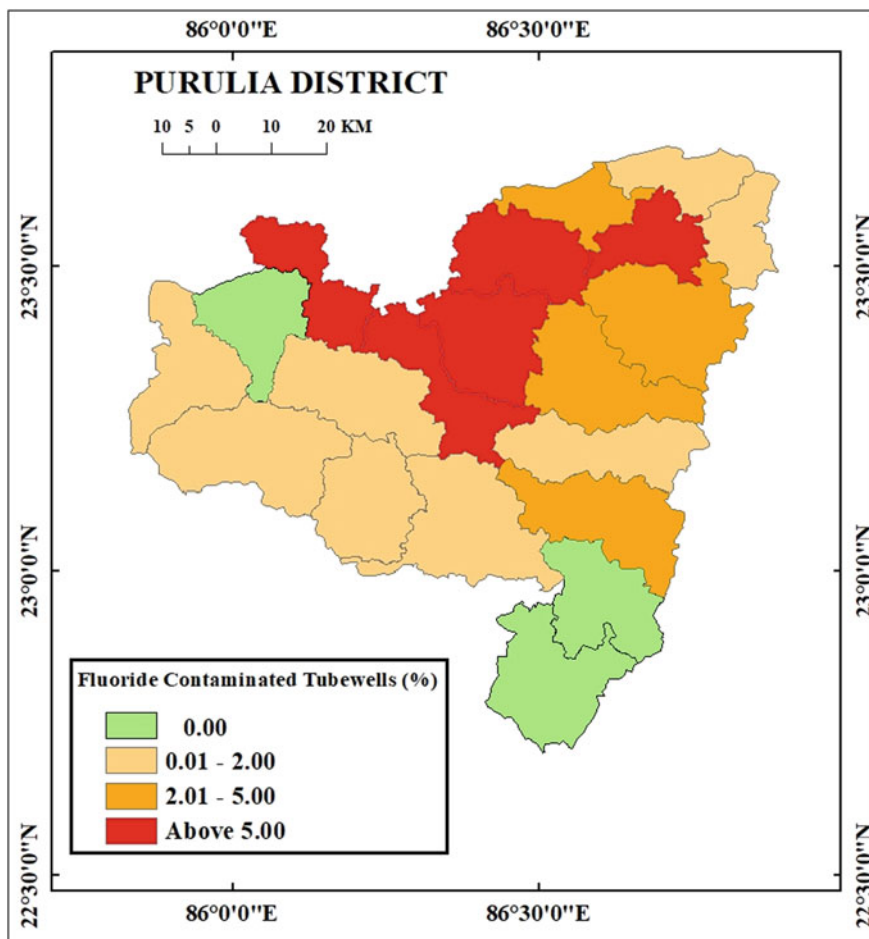 86°0'0"E 86°30'0"E
PURULIA DISTRICT
10 5 0 10 20 KM
23°30'0"N 23°30'0"N
23°0'0"N 23°0'0"N
Fluoride Contaminated Tubewells (%)
0.00
0.01 - 2.00
2.01 - 5.00
Above 5.00
22°30'0"N 22°30'0"N
86°0'0"E 86°30'0"E